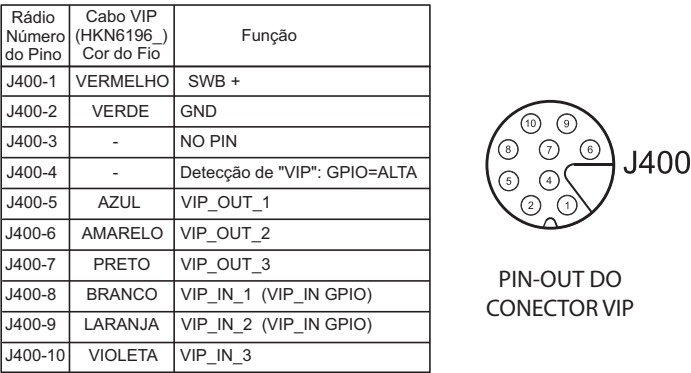 Rádio Número do Pino | Cabo VIP (HKN6196_) Cor do Fio | Função
J400-1 | VERMELHO | SWB +
J400-2 | VERDE | GND
J400-3 | - | NO PIN
J400-4 | - | Detecção de "VIP": GPIO=ALTA
J400-5 | AZUL | VIP_OUT_1
J400-6 | AMARELO | VIP_OUT_2
J400-7 | PRETO | VIP_OUT_3
J400-8 | BRANCO | VIP_IN_1 (VIP_IN GPIO)
J400-9 | LARANJA | VIP_IN_2 (VIP_IN GPIO)
J400-10 | VIOLETA | VIP_IN_3
10 9
8 7 6
J400
5 4
2 1
PIN-OUT DO
CONECTOR VIP